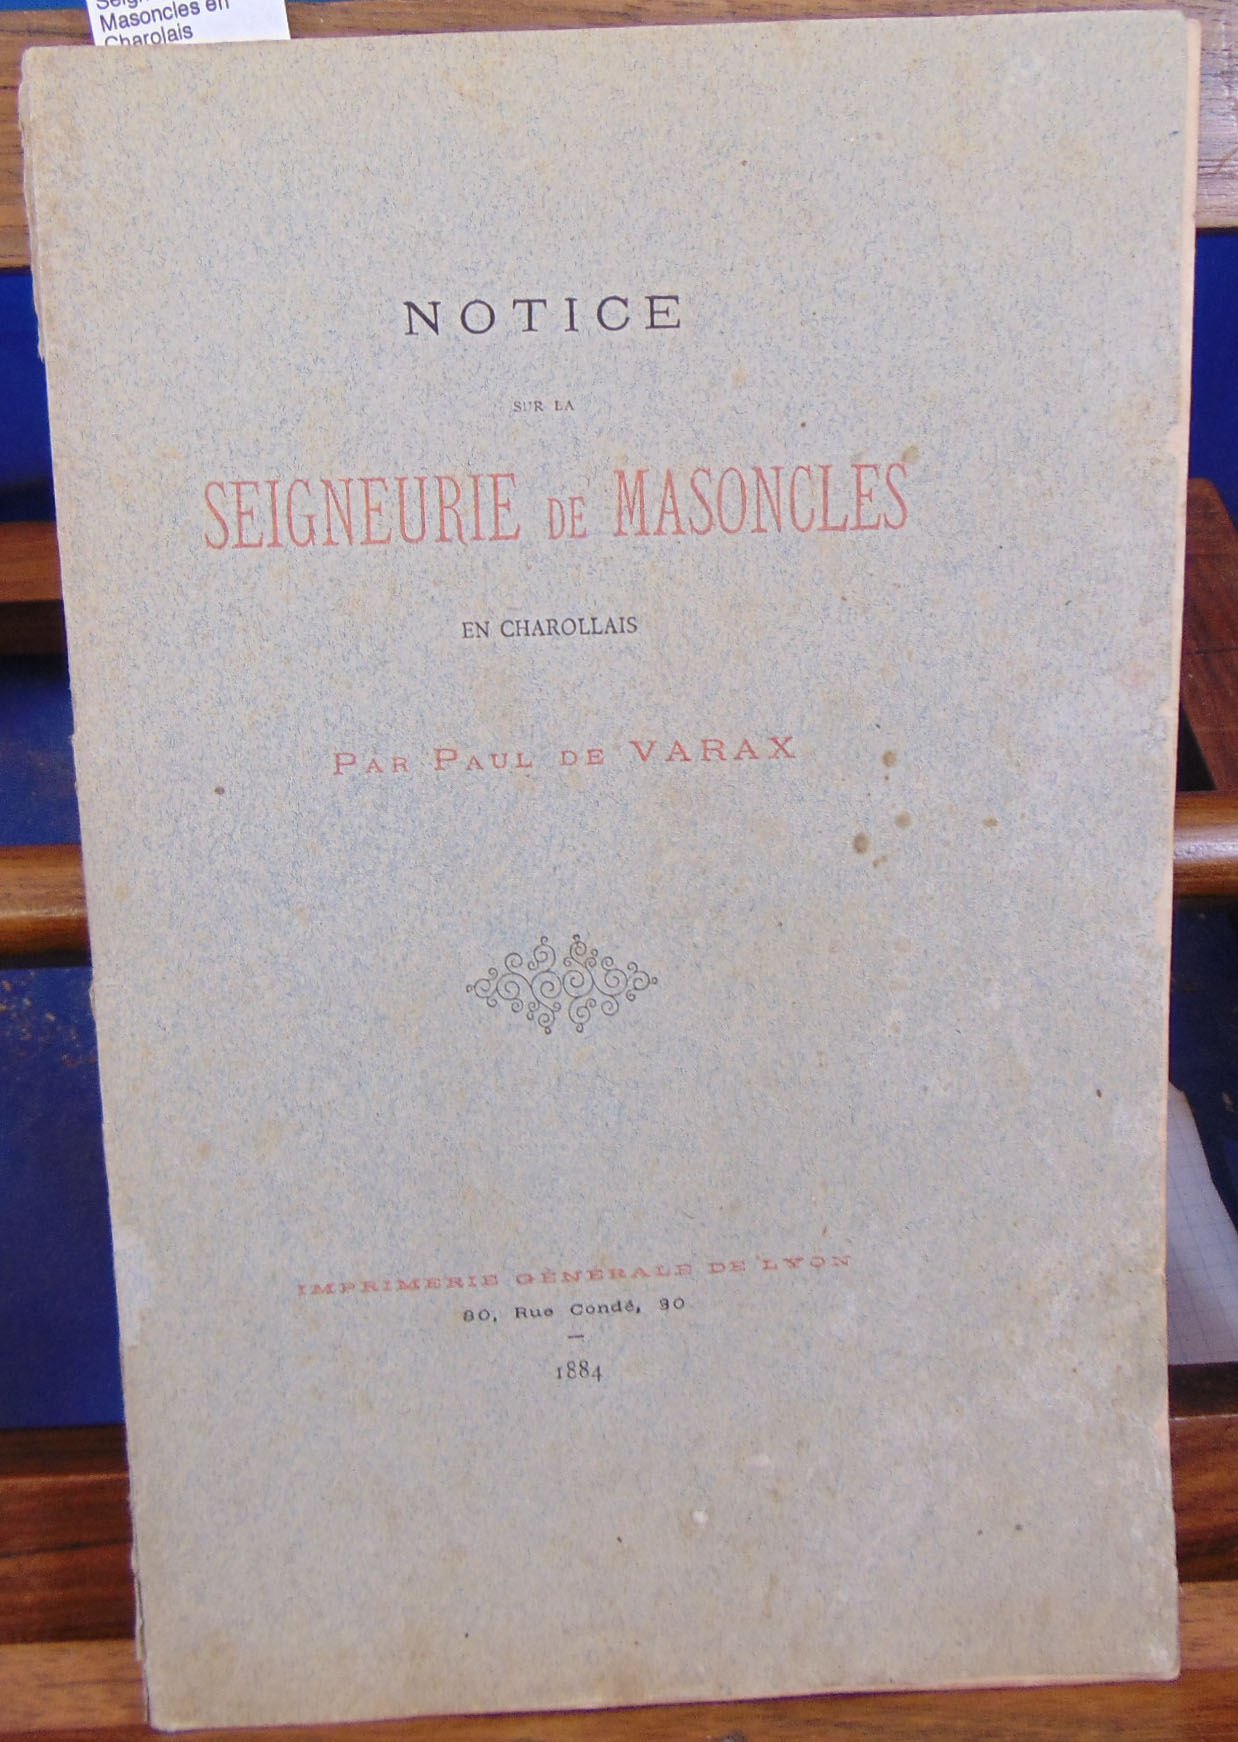 Masoncles en
Charolais
NOTICE
SUR LA
SEIGNEURIE DE MASONCLES
EN CHAROLLAIS
PAR PAUL DE VARAX
IMPRIMERIE GÉNÉRALE DE LYON
30, Rue Condé, 30
1884